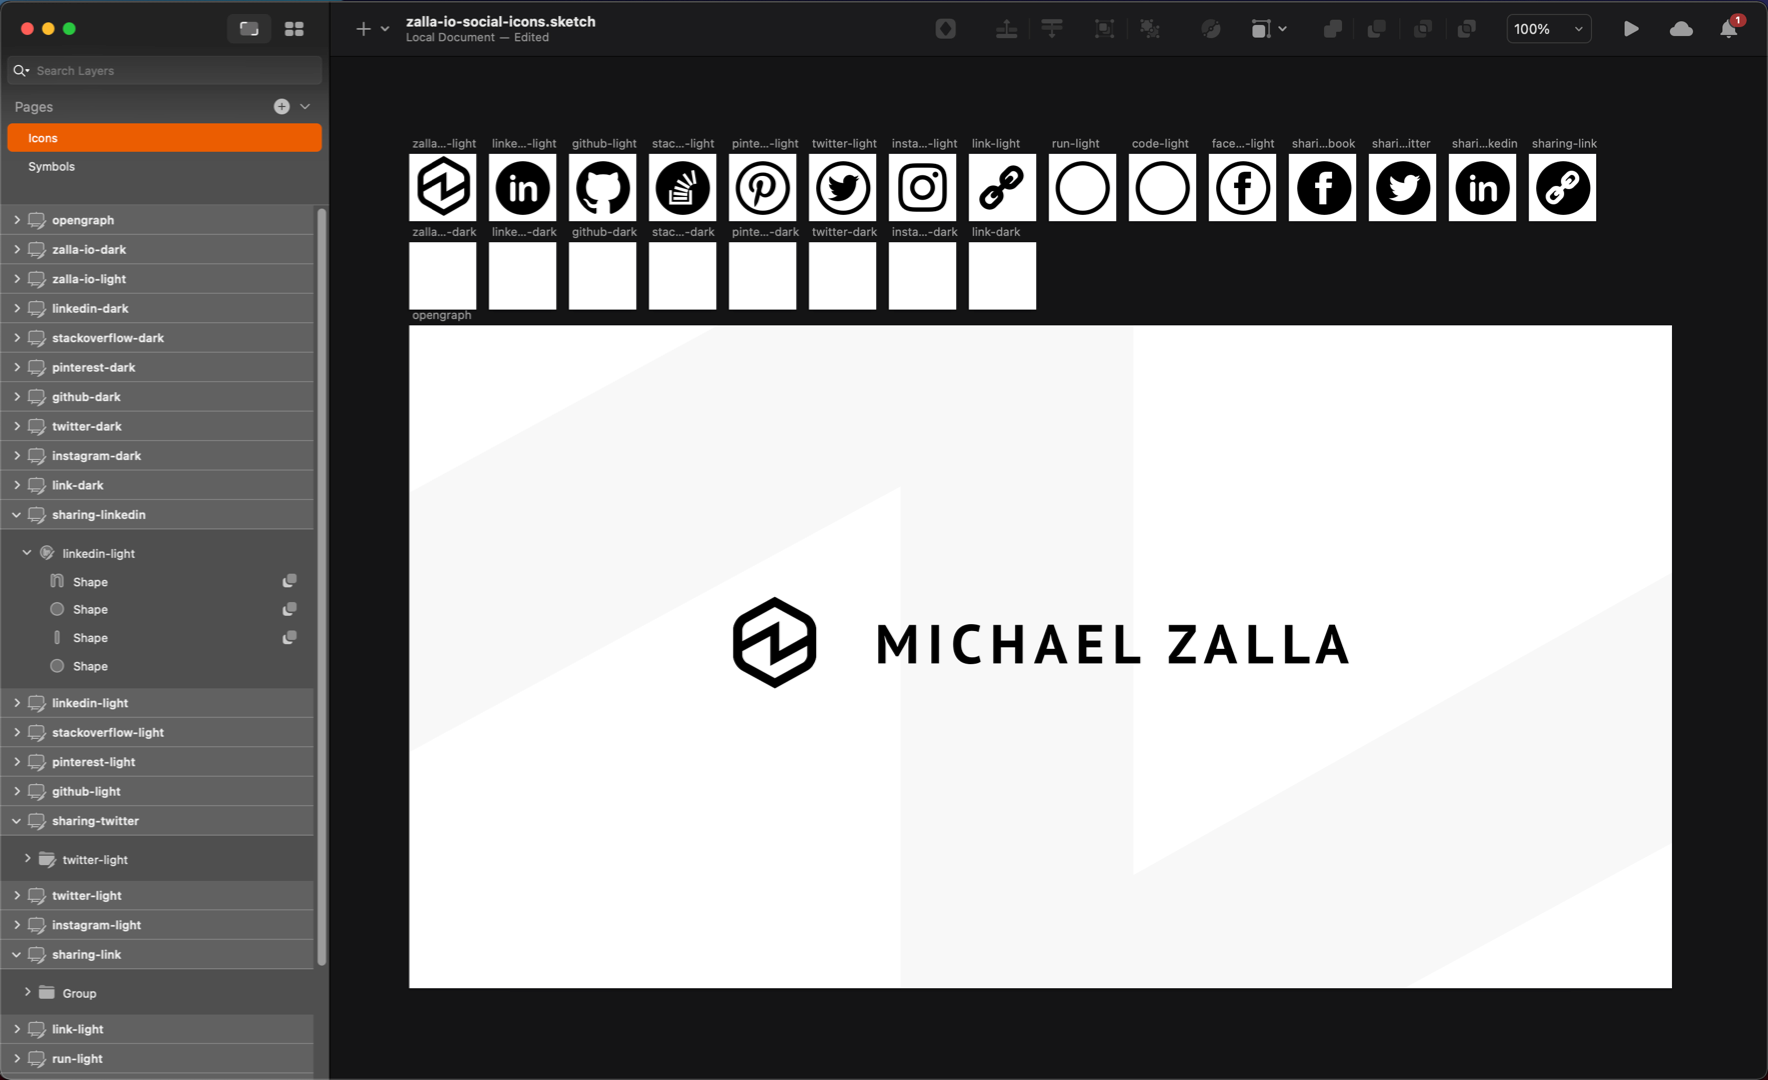 zalla-io-social-icons.sketch
Local Document — Edited
100%
1
Search Layers
Pages
Icons
Symbols
opengraph
zalla-io-dark
zalla-io-light
linkedin-dark
stackoverflow-dark
pinterest-dark
github-dark
twitter-dark
instagram-dark
link-dark
sharing-linkedin
linkedin-light
Shape
Shape
Shape
Shape
linkedin-light
stackoverflow-light
pinterest-light
github-light
sharing-twitter
twitter-light
twitter-light
instagram-light
sharing-link
Group
link-light
run-light
zalla...-light linke...-light github-light stac...-light pinte...-light twitter-light insta...-light link-light run-light code-light face...-light shari...book shari...itter shari...kedin sharing-link
in
in
zalla...-dark linke...-dark github-dark stac...-dark pinte...-dark twitter-dark insta...-dark link-dark
opengraph
MICHAEL ZALLA